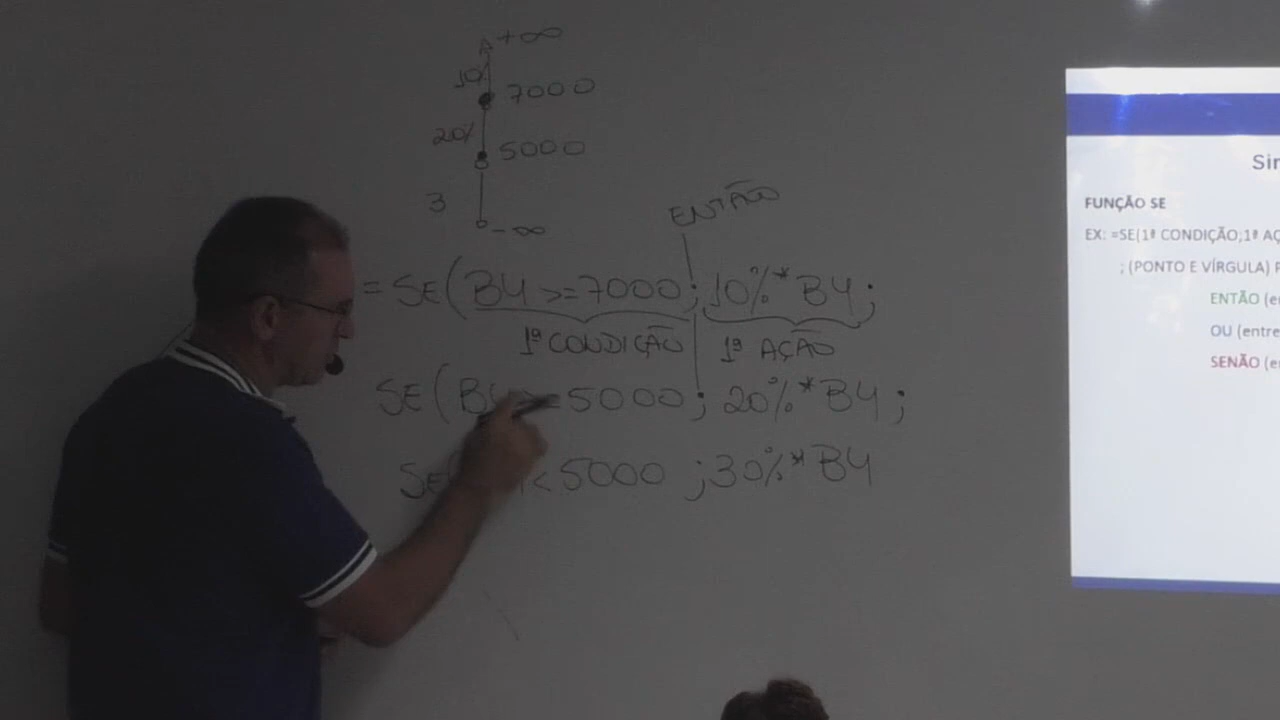 +∞
10%
7000
20%
5000
3
-∞
ENTÃO
= SE(B4 >=7000; 10%*B4;
1ª CONDIÇÃO 1ª AÇÃO
SE(B4 >=5000; 20%*B4;
SE( <5000 ;30%*B4
Sir
FUNÇÃO SE
EX: =SE(1ª CONDIÇÃO;1ª AÇ
; (PONTO E VÍRGULA) P
ENTÃO (e
OU (entre
SENÃO (e